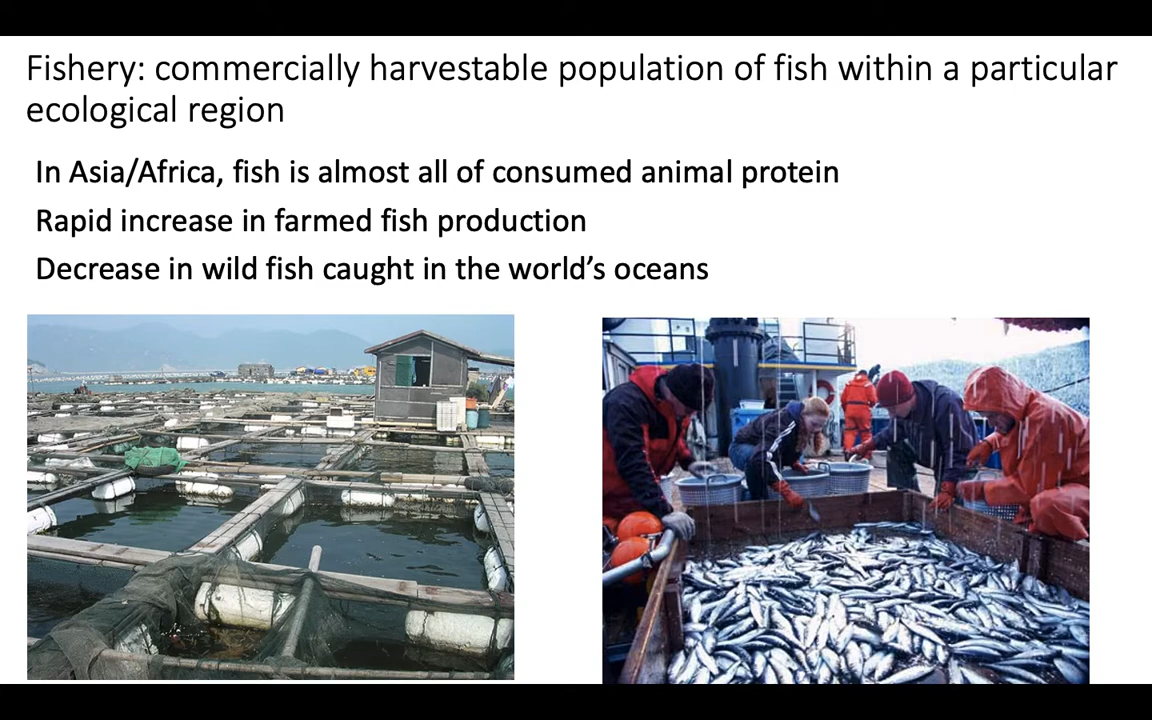 Fishery: commercially harvestable population of fish within a particular
ecological region
In Asia/Africa, fish is almost all of consumed animal protein
Rapid increase in farmed fish production
Decrease in wild fish caught in the world’s oceans